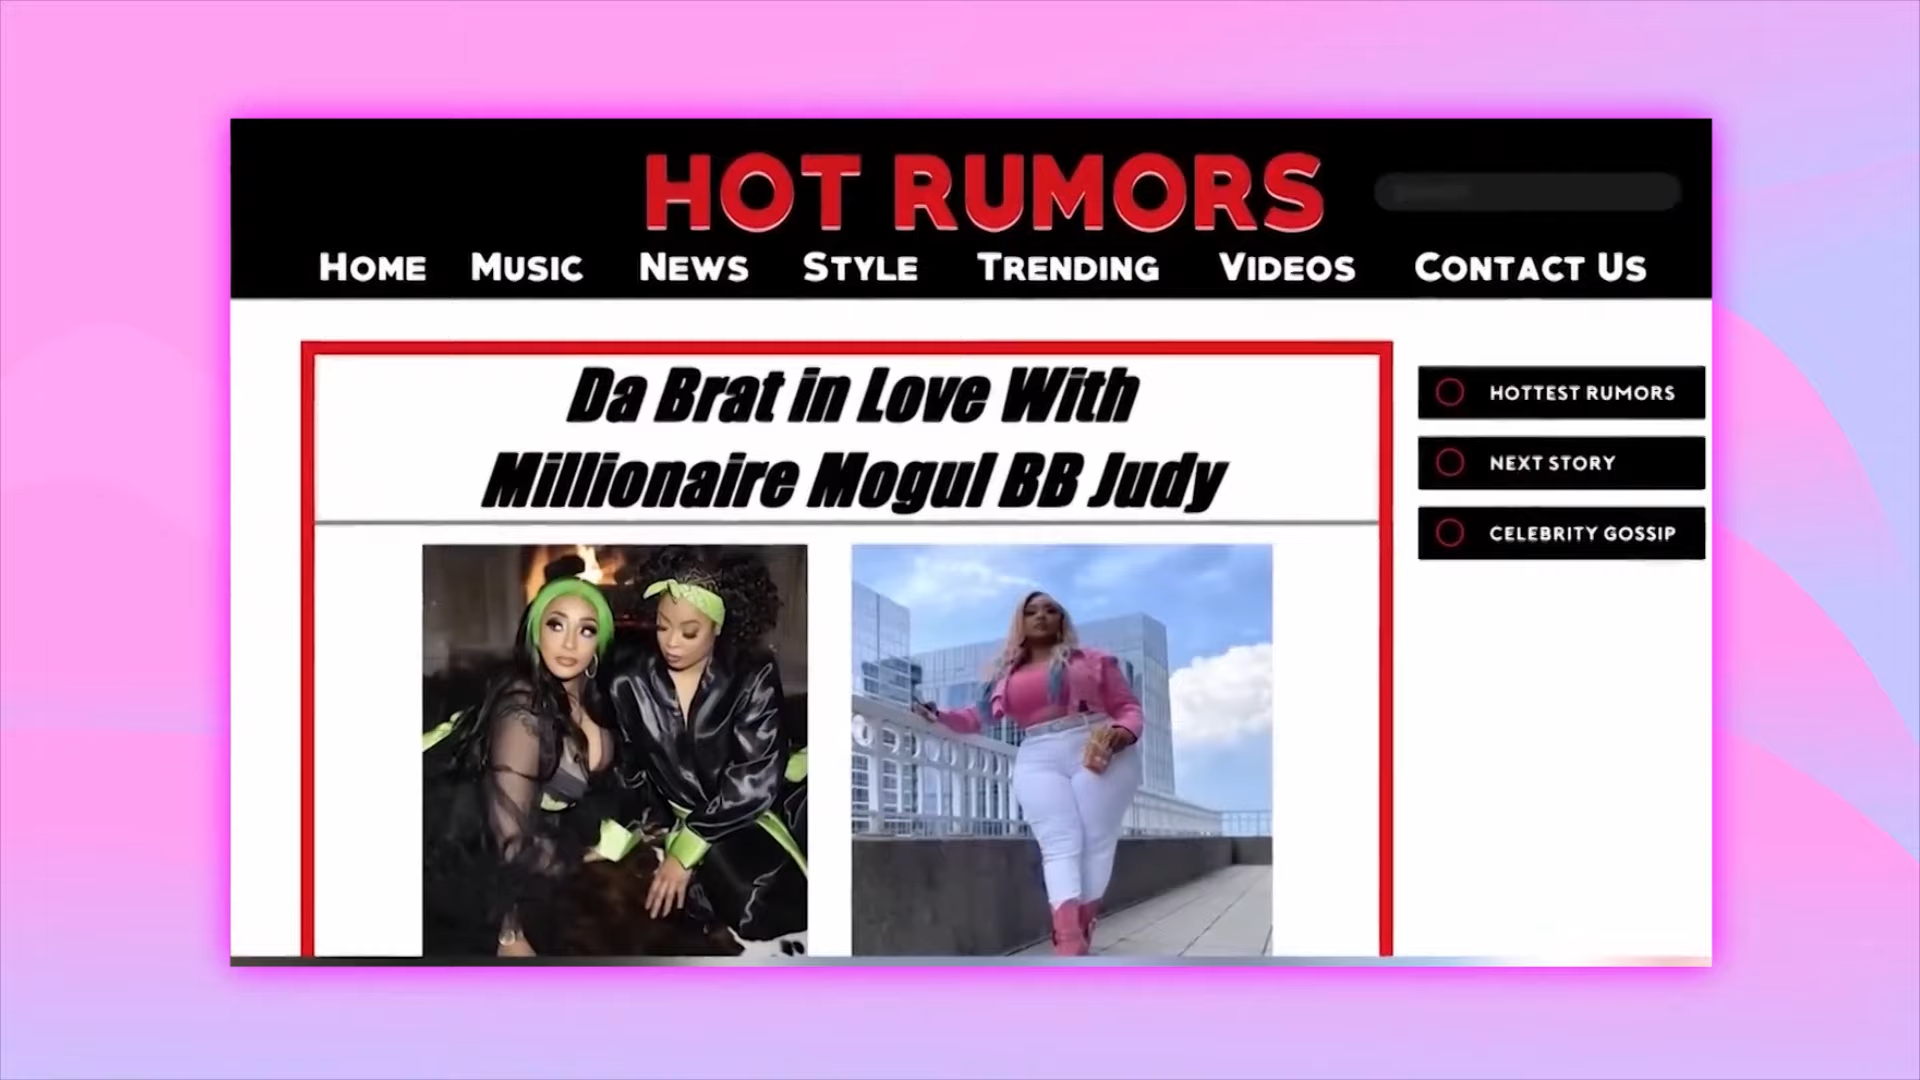 HOT RUMORS
HOME MUSIC NEWS STYLE TRENDING VIDEOS CONTACT US
Da Brat in Love With
Millionaire Mogul BB Judy
HOTTEST RUMORS
NEXT STORY
CELEBRITY GOSSIP